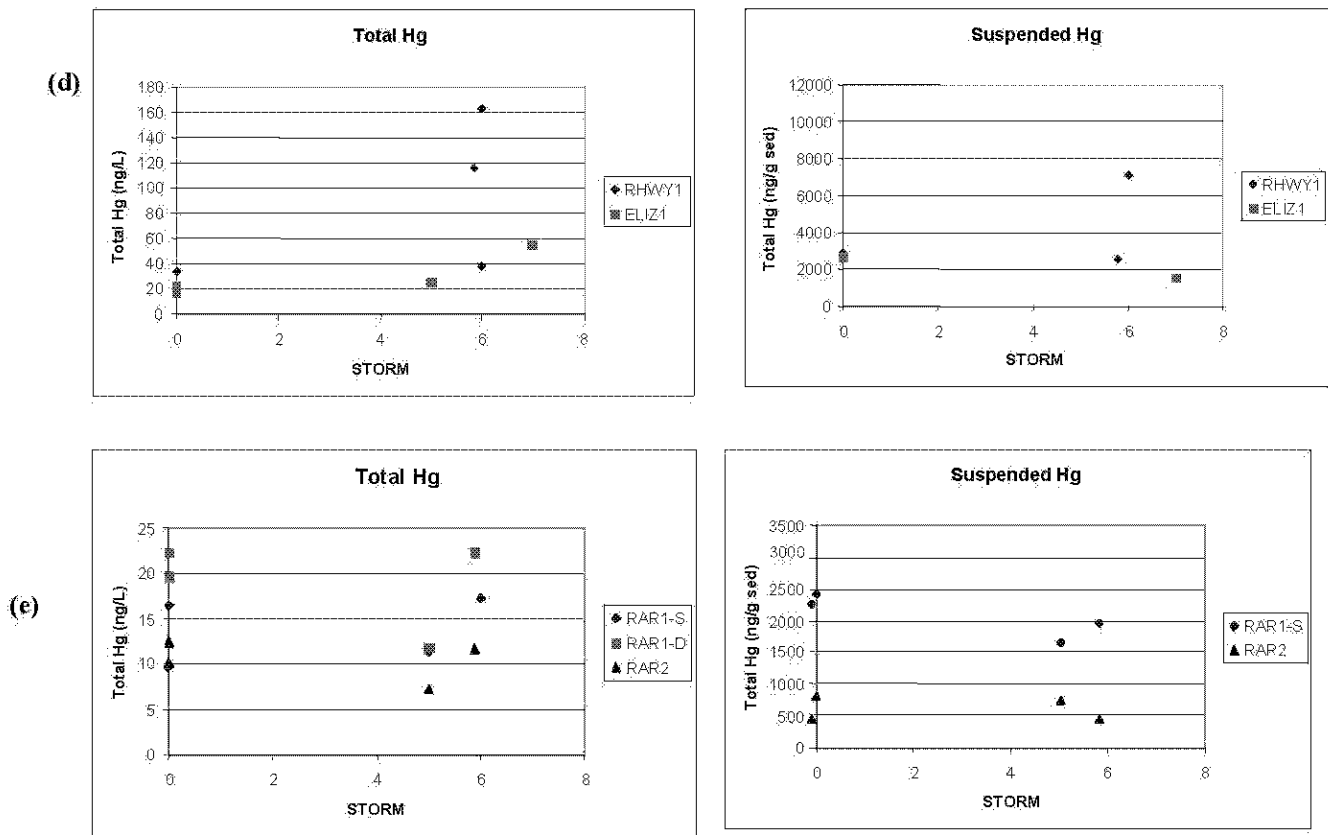 (d)
Total Hg
Total Hg (ng/L)
180
160
140
120
100
80
60
40
20
0
0 2 4 6 8
STORM
RHWY1
ELIZ1
Suspended Hg
Total Hg (ng/g sed)
12000
10000
8000
6000
4000
2000
0
0 2 4 6 8
STORM
RHWY1
ELIZ1
(e)
Total Hg
Total Hg (ng/L)
25
20
15
10
5
0
0 2 4 6 8
STORM
RAR1-S
RAR1-D
RAR2
Suspended Hg
Total Hg (ng/g sed)
3500
3000
2500
2000
1500
1000
500
0
0 2 4 6 8
STORM
RAR1-S
RAR2